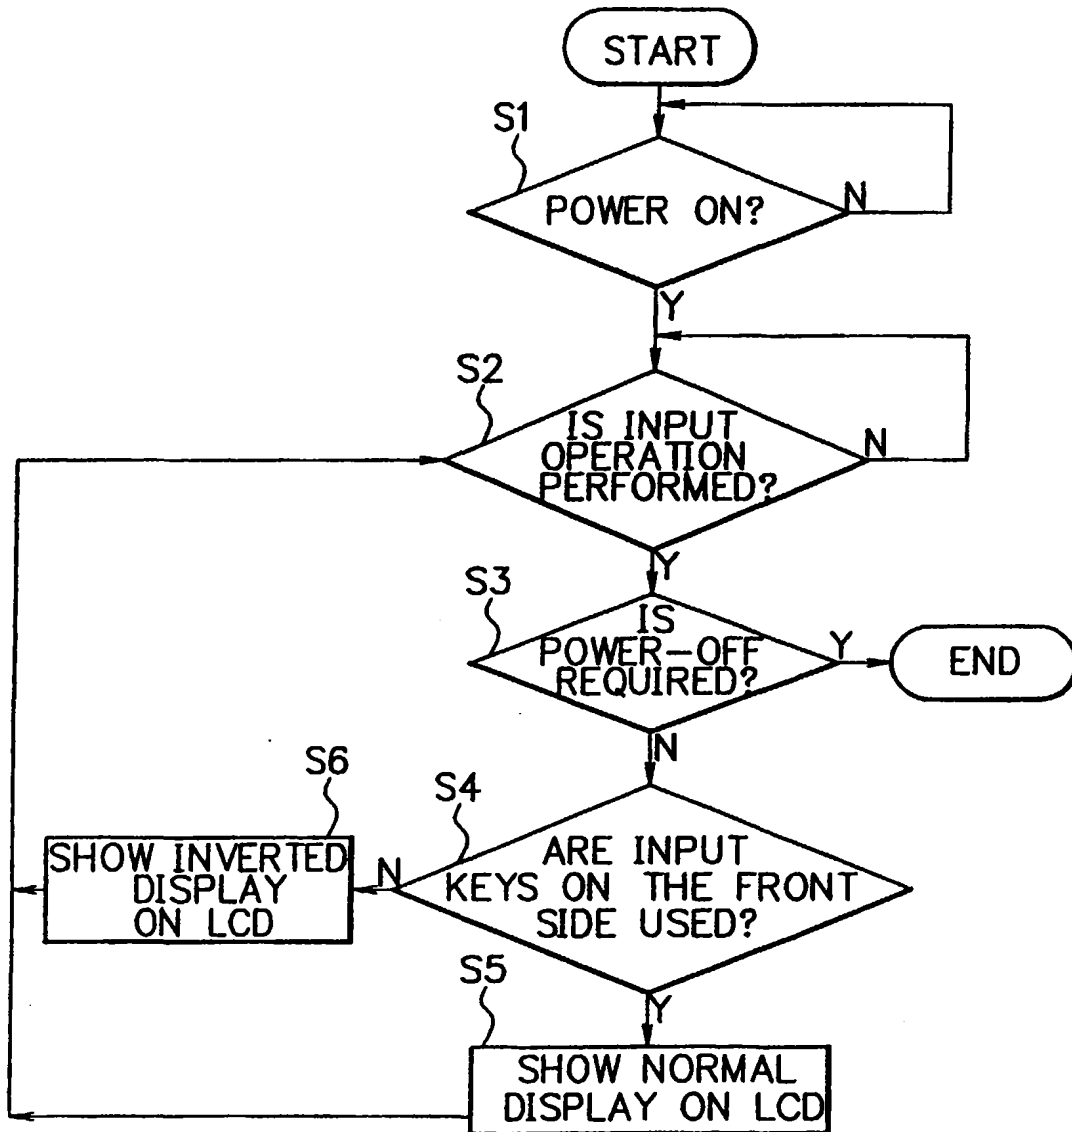 START
S1
POWER ON?
N
Y
S2
IS INPUT
OPERATION
PERFORMED?
N
Y
S3
IS
POWER-OFF
REQUIRED?
Y
END
N
S6
S4
SHOW INVERTED
DISPLAY
ON LCD
N
ARE INPUT
KEYS ON THE FRONT
SIDE USED?
S5
Y
SHOW NORMAL
DISPLAY ON LCD